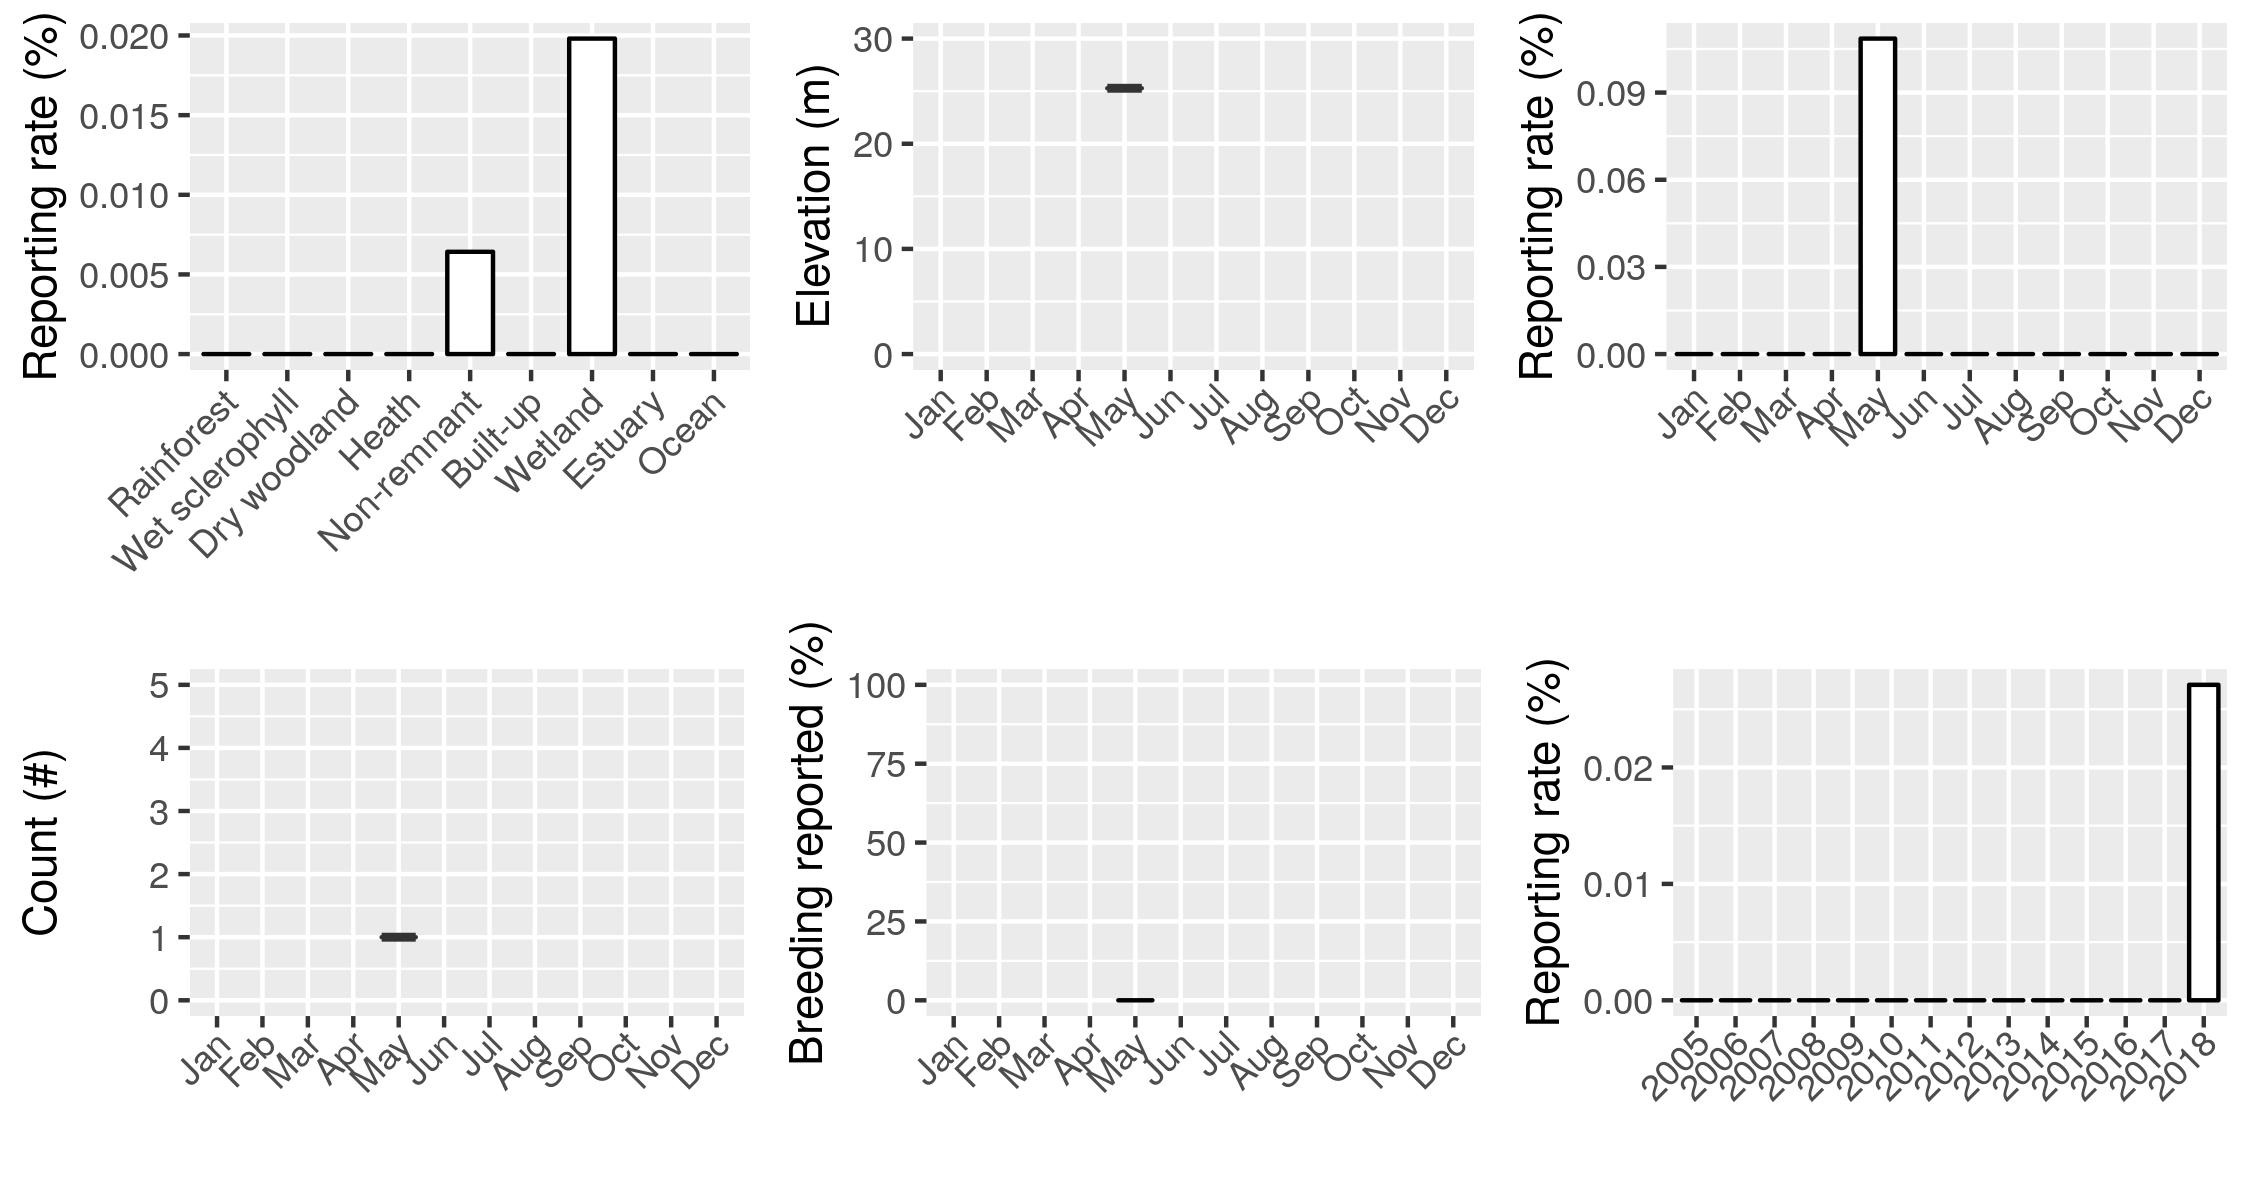 Reporting rate (%)
0.020
0.015
0.010
0.005
0.000
Rainforest
Wet sclerophyll
Dry woodland
Heath
Non-remnant
Built-up
Wetland
Estuary
Ocean
Elevation (m)
30
20
10
0
Jan
Feb
Mar
Apr
May
Jun
Jul
Aug
Sep
Oct
Nov
Dec
Reporting rate (%)
0.09
0.06
0.03
0.00
Jan
Feb
Mar
Apr
May
Jun
Jul
Aug
Sep
Oct
Nov
Dec
Count (#)
5
4
3
2
1
0
Jan
Feb
Mar
Apr
May
Jun
Jul
Aug
Sep
Oct
Nov
Dec
Breeding reported (%)
100
75
50
25
0
Jan
Feb
Mar
Apr
May
Jun
Jul
Aug
Sep
Oct
Nov
Dec
Reporting rate (%)
0.02
0.01
0.00
2005
2006
2007
2008
2009
2010
2011
2012
2013
2014
2015
2016
2017
2018